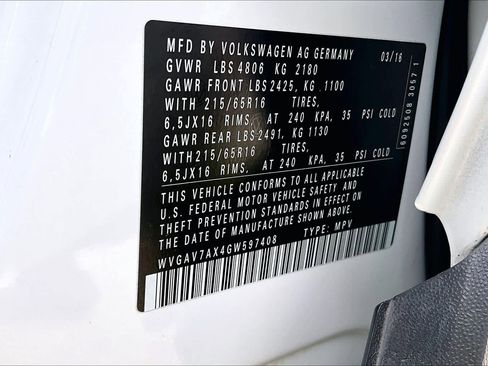 MFD BY VOLKSWAGEN AG GERMANY 03/16
GVWR LBS 4806 KG 2180
GAWR FRONT LBS 2425, KG . 1100
WITH 215/65R16 TIRES,
6,5JX16 RIMS, AT 240 KPA, 35 PSI COLD
GAWR REAR LBS 2491, KG 1130
WITH 215/65R16 TIRES,
6,5JX16 RIMS, AT 240 KPA, 35 PSI COLD
THIS VEHICLE CONFORMS TO ALL APPLICABLE
U.S. FEDERAL MOTOR VEHICLE SAFETY AND
THEFT PREVENTION STANDARDS IN EFFECT ON
THE DATE OF MANUFACTURE SHOWN ABOVE.
WVGAV7AX4GW597408 TYPE: MPV
6092508 3057 1